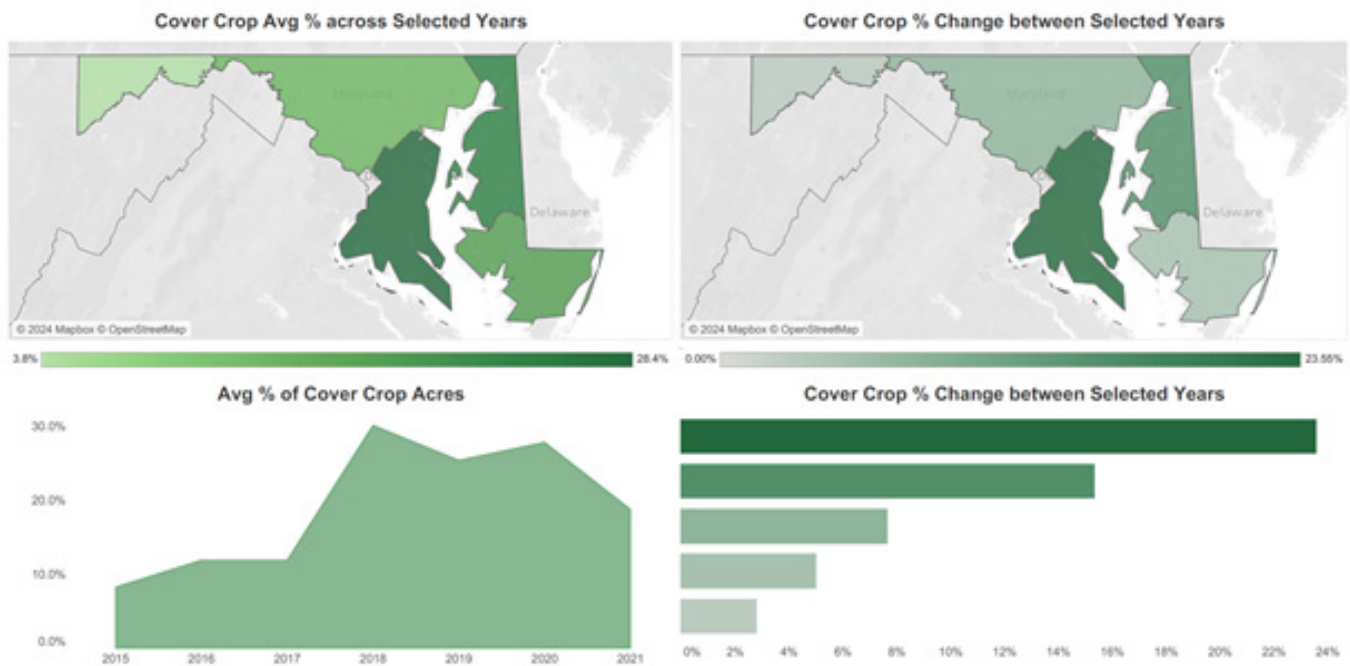 Cover Crop Avg % across Selected Years
Cover Crop % Change between Selected Years
Maryland
Delaware
© 2024 Mapbox © OpenStreetMap
Maryland
Delaware
© 2024 Mapbox © OpenStreetMap
3.8%
28.4%
0.00%
23.55%
Avg % of Cover Crop Acres
Cover Crop % Change between Selected Years
30.0%
20.0%
10.0%
0.0%
2015 2016 2017 2018 2019 2020 2021
0% 2% 4% 6% 8% 10% 12% 14% 16% 18% 20% 22% 24%